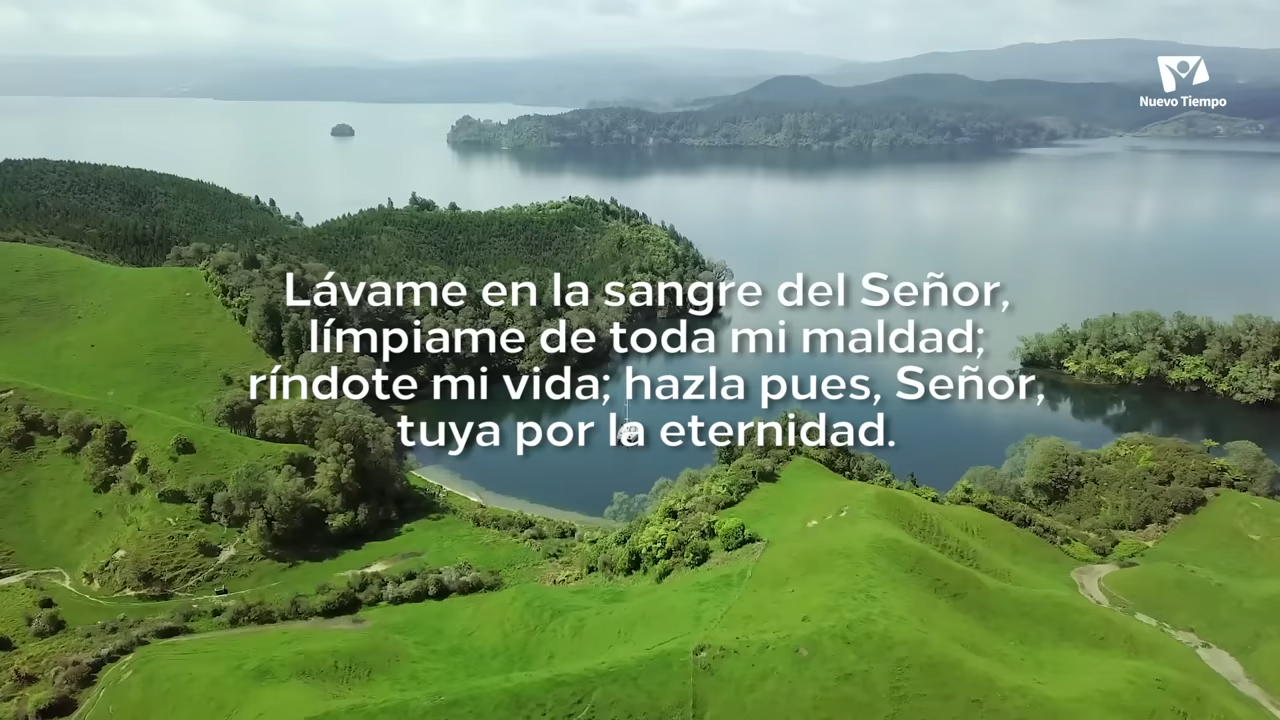 Nuevo Tiempo
Lávame en la sangre del Señor,
límpiame de toda mi maldad;
ríndote mi vida; hazla pues, Señor,
tuya por la eternidad.